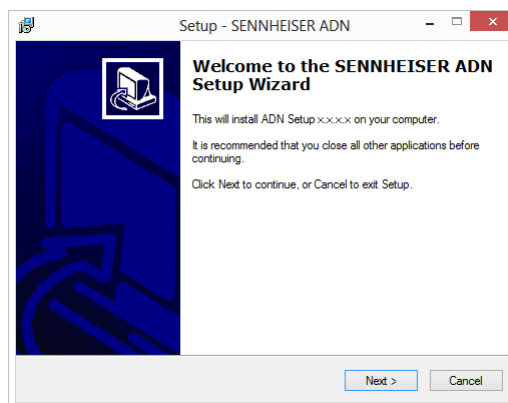 Setup - SENNHEISER ADN
Welcome to the SENNHEISER ADN
Setup Wizard
This will install ADN Setup x.x.x.x on your computer.
It is recommended that you close all other applications before
continuing.
Click Next to continue, or Cancel to exit Setup.
Next > Cancel